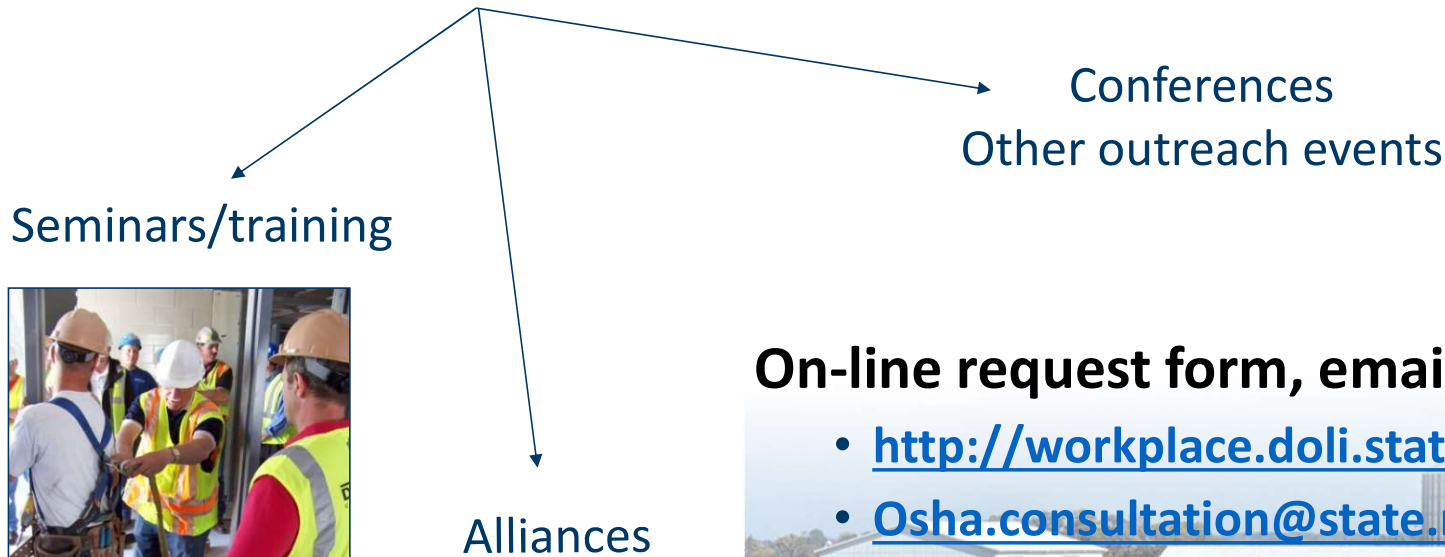 Conferences
Other outreach events
Seminars/training
On-line request form, emai
• http://workplace.doli.stat
• Osha.consultation@state.
Alliances